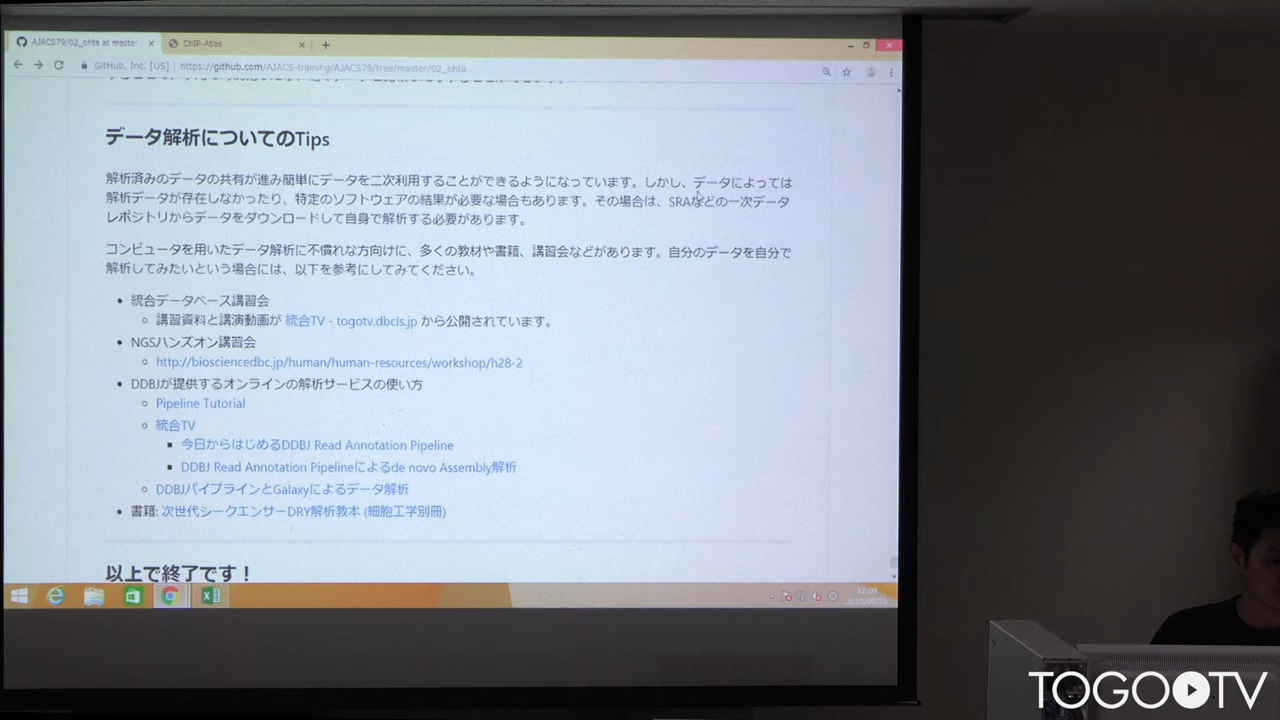 AJACS79/02_ohta at master
ChIP-Atlas
GitHub, Inc. [US] | https://github.com/AJACS-training/AJACS79/tree/master/02_ohta
データ解析についてのTips
解析済みのデータの共有が進み簡単にデータを二次利用することができるようになっています。しかし、データによっては
解析データが存在しなかったり、特定のソフトウェアの結果が必要な場合もあります。その場合は、SRAなどの一次データ
レポジトリからデータをダウンロードして自身で解析する必要があります。
コンピュータを用いたデータ解析に不慣れな方向けに、多くの教材や書籍、講習会などがあります。自分のデータを自分で
解析してみたいという場合には、以下を参考にしてみてください。
統合データベース講習会
講習資料と講演動画が 統合TV - togotv.dbcls.jp から公開されています。
NGSハンズオン講習会
http://biosciencedbc.jp/human/human-resources/workshop/h28-2
DDBJが提供するオンラインの解析サービスの使い方
Pipeline Tutorial
統合TV
今日からはじめるDDBJ Read Annotation Pipeline
DDBJ Read Annotation Pipelineによるde novo Assembly解析
DDBJパイプラインとGalaxyによるデータ解析
書籍: 次世代シークエンサーDRY解析教本 (細胞工学別冊)
以上で終了です！
12:09
TOGO TV